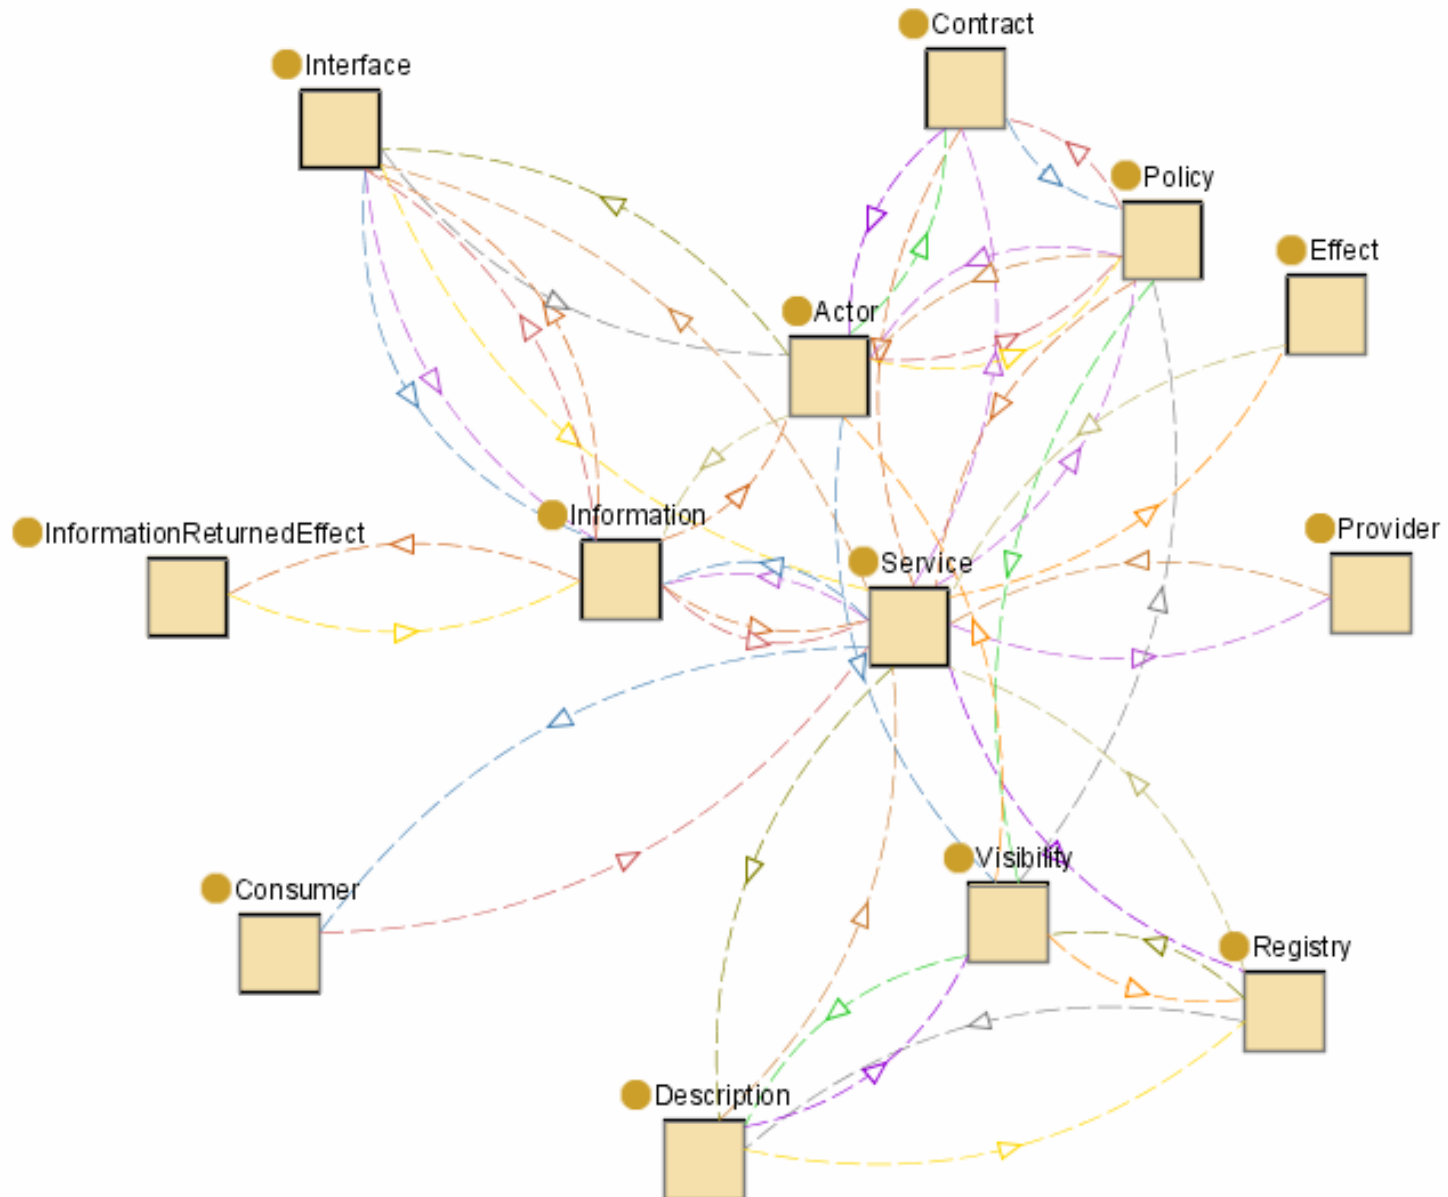 Contract
Interface
Policy
Effect
Actor
Information
InformationReturnedEffect
Provider
Service
Visibility
Consumer
Registry
Description